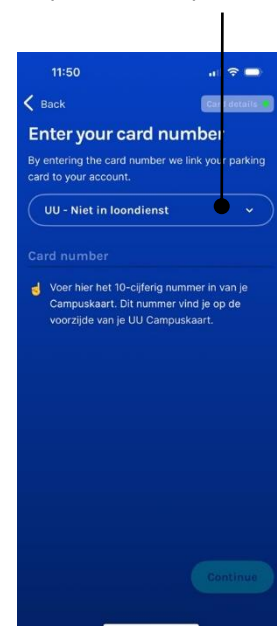 11:50
Back
Card details
Enter your card number
By entering the card number we link your parking
card to your account.
UU - Niet in loondienst
Card number
☝️ Voer hier het 10-cijferig nummer in van je
Campuskaart. Dit nummer vind je op de
voorzijde van je UU Campuskaart.
Continue